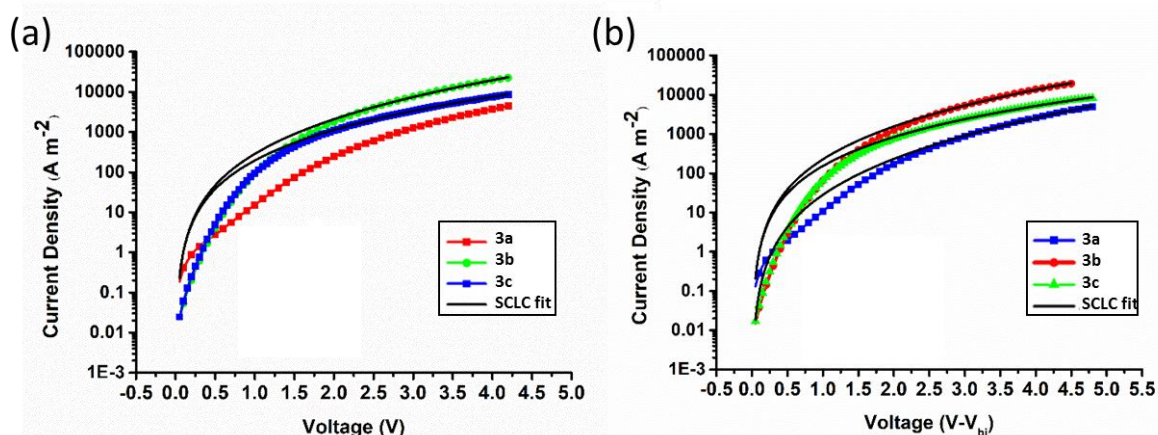 (a)
Current Density (A m-2)
100000
10000
1000
100
10
1
0.1
0.01
1E-3
-0.5 0.0 0.5 1.0 1.5 2.0 2.5 3.0 3.5 4.0 4.5 5.0
Voltage (V)
3a
3b
3c
SCLC fit
(b)
Current Density (A m-2)
100000
10000
1000
100
10
1
0.1
0.01
1E-3
-0.5 0.0 0.5 1.0 1.5 2.0 2.5 3.0 3.5 4.0 4.5 5.0 5.5
Voltage (V-Vbi)
3a
3b
3c
SCLC fit